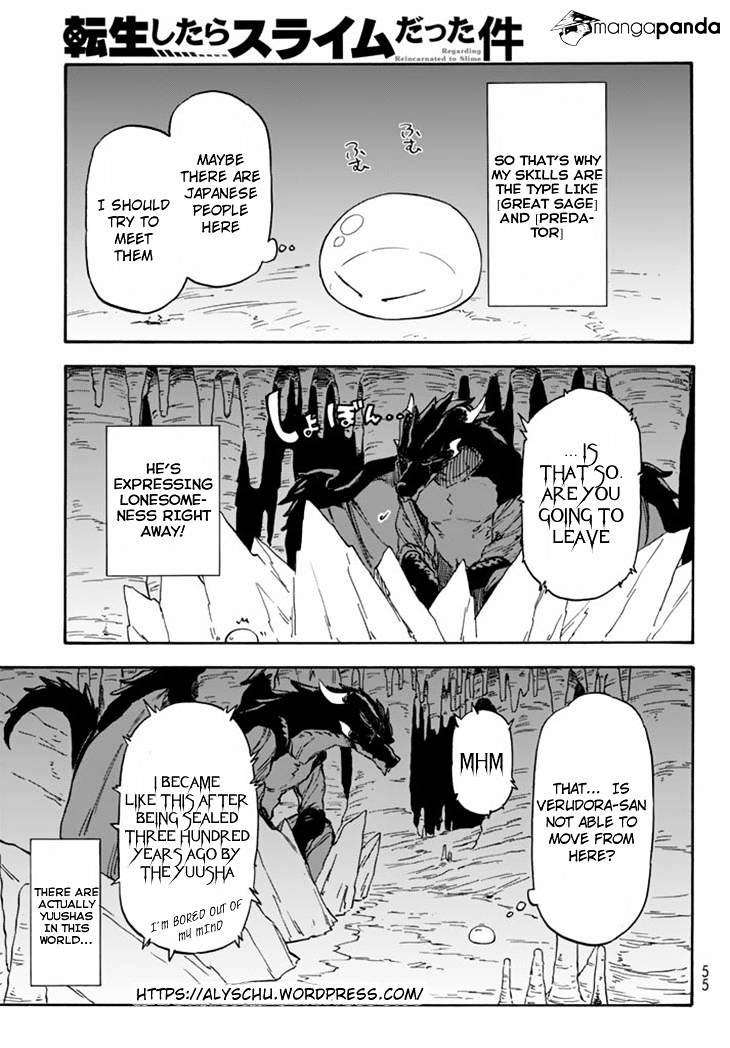 転生したらスライムだった件
Regarding
Reincarnated to Slime
mangapanda
SO THAT'S WHY
MY SKILLS ARE
THE TYPE LIKE
[GREAT SAGE]
AND [PREDA-
TOR]
ふむ
ふむ
MAYBE
THERE ARE
JAPANESE
PEOPLE
HERE
I SHOULD
TRY TO
MEET
THEM
... IS
THAT SO.
ARE YOU
GOING TO
LEAVE
しょぼん...
HE'S
EXPRESSING
LONESOME-
NESS RIGHT
AWAY!
THAT... IS
VERUDORA-SAN
NOT ABLE TO
MOVE FROM
HERE?
MHM
I BECAME
LIKE THIS AFTER
BEING SEALED
THREE HUNDRED
YEARS AGO BY
THE YUUSHA
I'M BORED OUT OF
MY MIND
THERE ARE
ACTUALLY
YUUSHAS
IN THIS
WORLD...
HTTPS://ALYSCHU.WORDPRESS.COM/
55